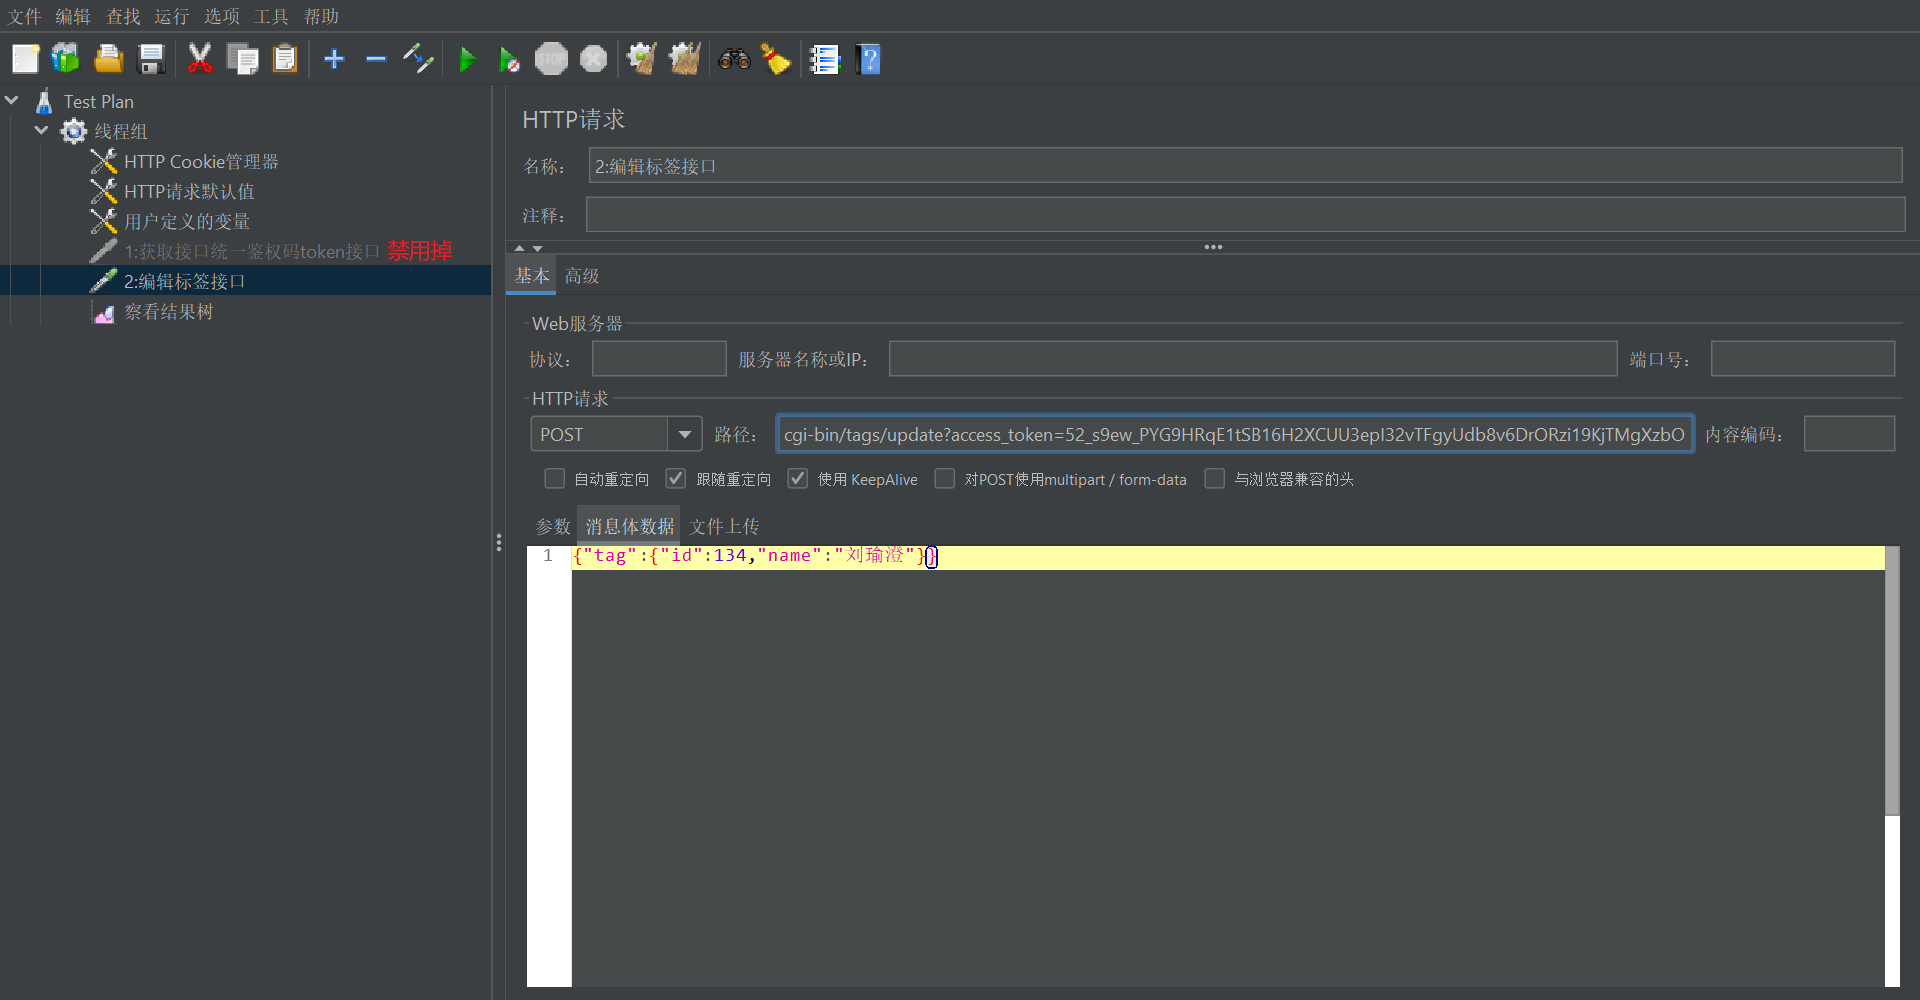 文件 编辑 查找 运行 选项 工具 帮助
STOP
Test Plan
线程组
HTTP Cookie管理器
HTTP请求默认值
用户定义的变量
1:获取接口统一鉴权码token接口 禁用掉
2:编辑标签接口
察看结果树
HTTP请求
名称： 2:编辑标签接口
注释：
基本 高级
Web服务器
协议： 服务器名称或IP： 端口号：
HTTP请求
POST 路径： cgi-bin/tags/update?access_token=52_s9ew_PYG9HRqE1tSB16H2XCUU3epI32vTFgyUdb8v6DrORzi19KjTMgXzbO 内容编码：
自动重定向 跟随重定向 使用 KeepAlive 对POST使用multipart / form-data 与浏览器兼容的头
参数 消息体数据 文件上传
1 {"tag":{"id":134,"name":"刘瑜澄"}}